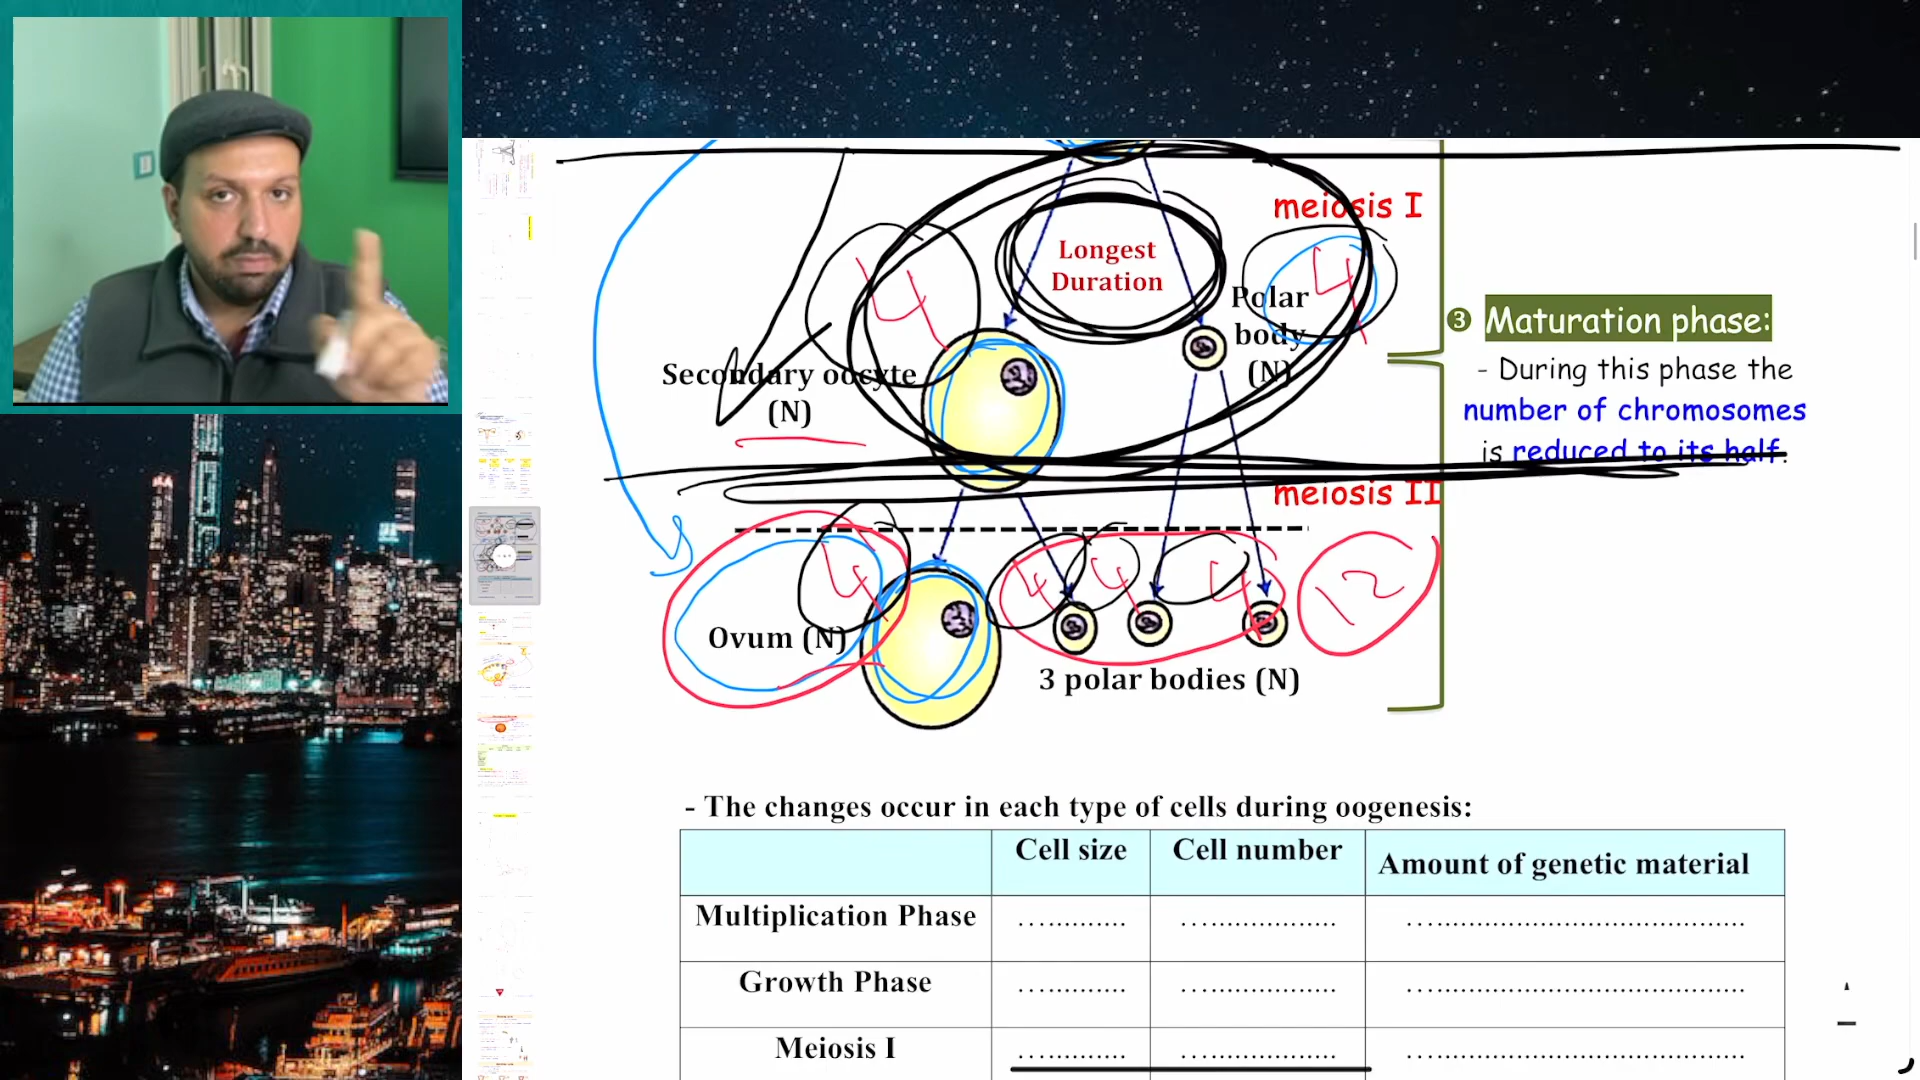 meiosis I
Longest
Duration
4
4
Polar
body
(N)
Secondary oocyte
(N)
❸ Maturation phase:
- During this phase the
number of chromosomes
is reduced to its half.
meiosis II
4
4
4
4
12
Ovum (N)
3 polar bodies (N)
- The changes occur in each type of cells during oogenesis:
Cell size Cell number Amount of genetic material
Multiplication Phase ............. ................... ..........................................
Growth Phase ............. ................... ..........................................
Meiosis I ............. ................... ..........................................